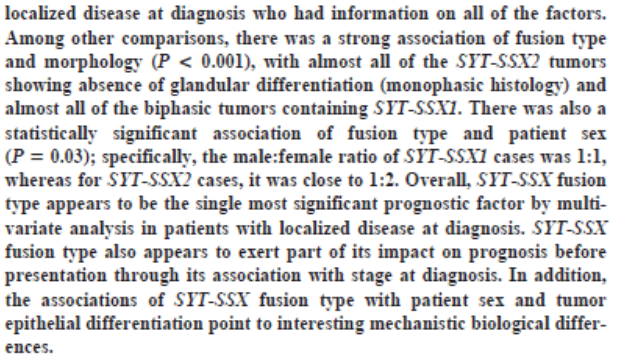 localized disease at diagnosis who had information on all of the factors.
Among other comparisons, there was a strong association of fusion type
and morphology (P < 0.001), with almost all of the SYT-SSX2 tumors
showing absence of glandular differentiation (monophasic histology) and
almost all of the biphasic tumors containing SYT-SSX1. There was also a
statistically significant association of fusion type and patient sex
(P = 0.03); specifically, the male:female ratio of SYT-SSX1 cases was 1:1,
whereas for SYT-SSX2 cases, it was close to 1:2. Overall, SYT-SSX fusion
type appears to be the single most significant prognostic factor by multi-
variate analysis in patients with localized disease at diagnosis. SYT-SSX
fusion type also appears to exert part of its impact on prognosis before
presentation through its association with stage at diagnosis. In addition,
the associations of SYT-SSX fusion type with patient sex and tumor
epithelial differentiation point to interesting mechanistic biological differ-
ences.